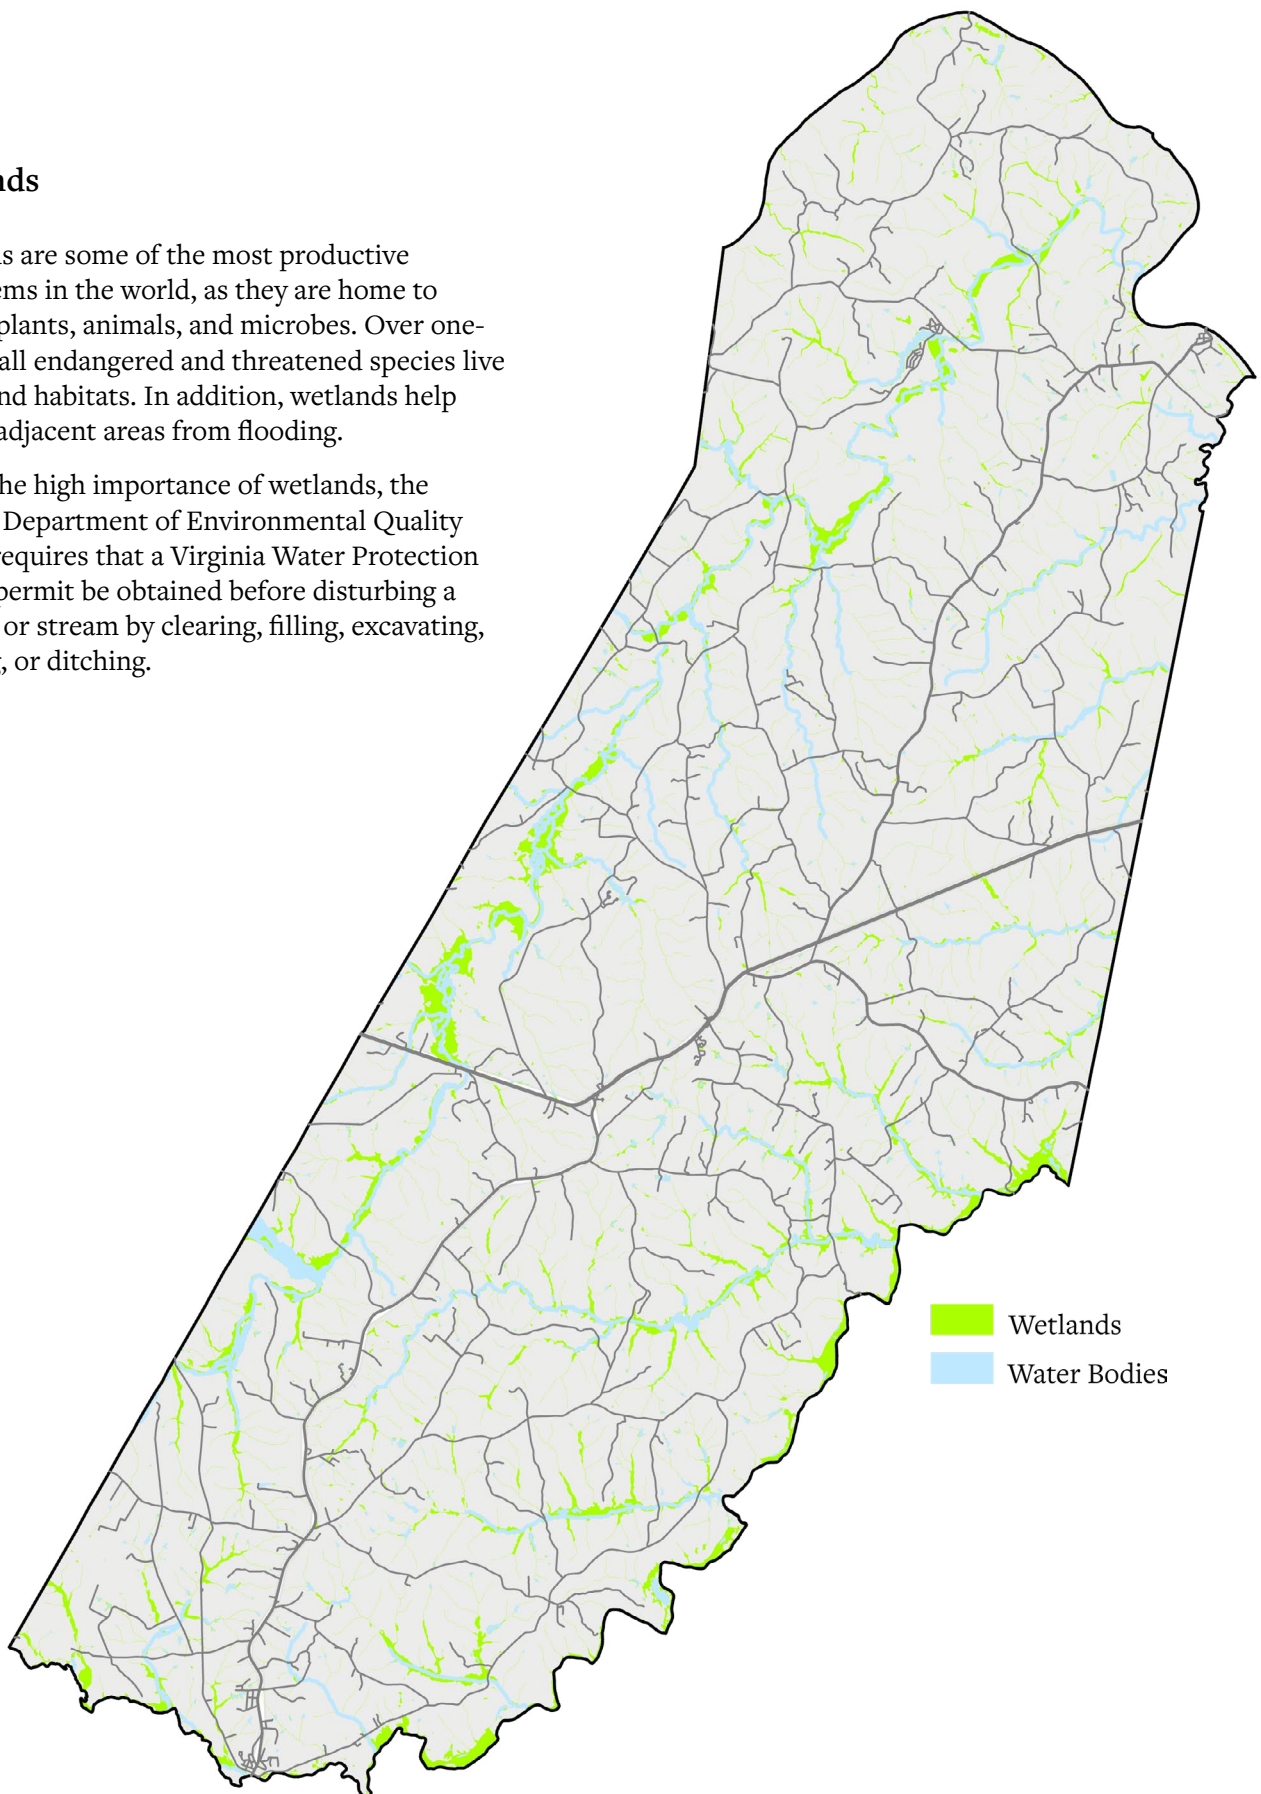 nds
s are some of the most productive
ems in the world, as they are home to
plants, animals, and microbes. Over one-
all endangered and threatened species live
nd habitats. In addition, wetlands help
adjacent areas from flooding.
he high importance of wetlands, the
Department of Environmental Quality
requires that a Virginia Water Protection
permit be obtained before disturbing a
or stream by clearing, filling, excavating,
, or ditching.
Wetlands
Water Bodies